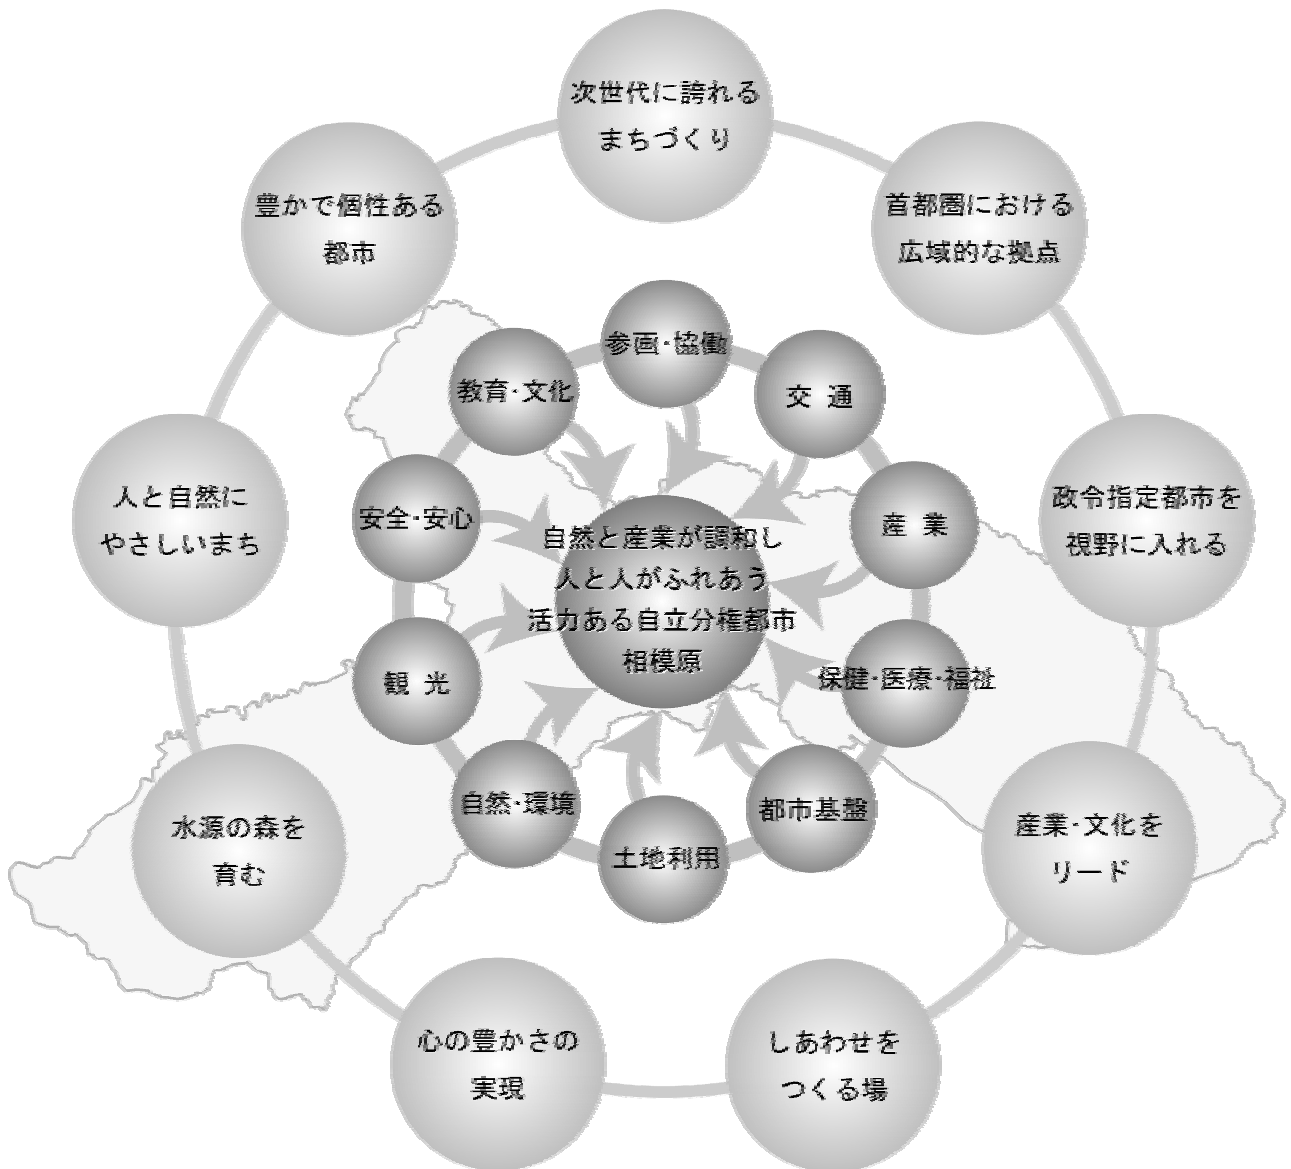 次世代に誇れる
まちづくり
首都圏における
広域的な拠点
政令指定都市を
視野に入れる
産業・文化を
リード
しあわせを
つくる場
心の豊かさの
実現
水源の森を
育む
人と自然に
やさしいまち
豊かで個性ある
都市
参画・協働
交 通
産 業
保健・医療・福祉
都市基盤
土地利用
自然・環境
観 光
安全・安心
教育・文化
自然と産業が調和し
人と人がふれあう
活力ある自立分権都市
相模原